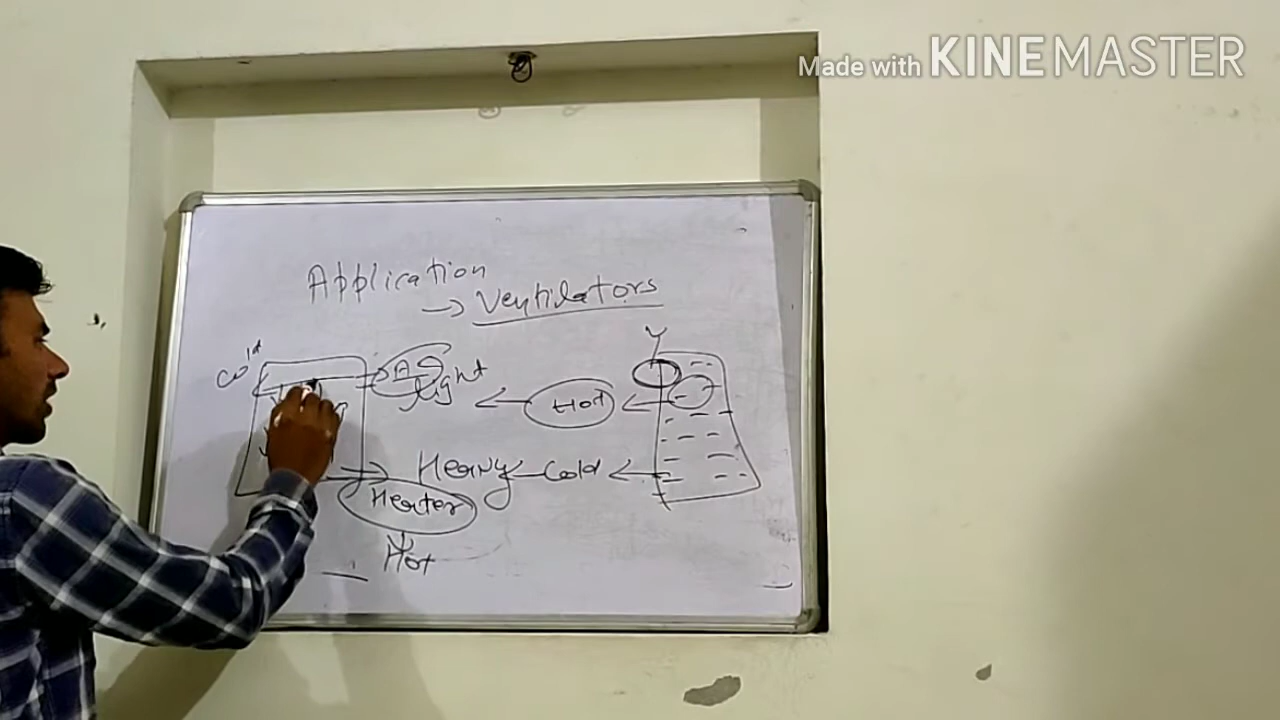 Made with KINEMASTER
Application
→ Ventilators
Cold
AC
light
Hot
Heavy
Cold
Heater
Hot